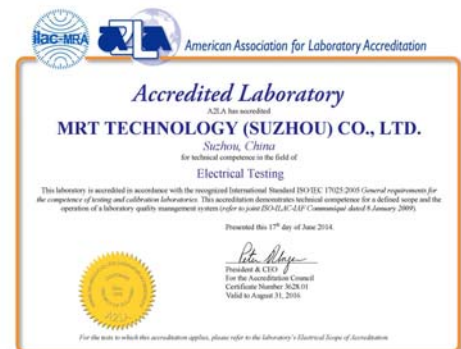 ilac-MRA
A2LA
American Association for Laboratory Accreditation
Accredited Laboratory
A2LA has accredited
MRT TECHNOLOGY (SUZHOU) CO., LTD.
Suzhou, China
for technical competence in the field of
Electrical Testing
This laboratory is accredited in accordance with the recognized International Standard ISO/IEC 17025:2005 General requirements for
the competence of testing and calibration laboratories. This accreditation demonstrates technical competence for a defined scope and the
operation of a laboratory quality management system (refer to joint ISO-ILAC-IAF Communiqué dated 8 January 2009).
Presented this 17th day of June 2014.
President & CEO
For the Accreditation Council
Certificate Number 3628.01
Valid to August 31, 2016
A2LA
For the tests to which this accreditation applies, please refer to the laboratory's Electrical Scope of Accreditation